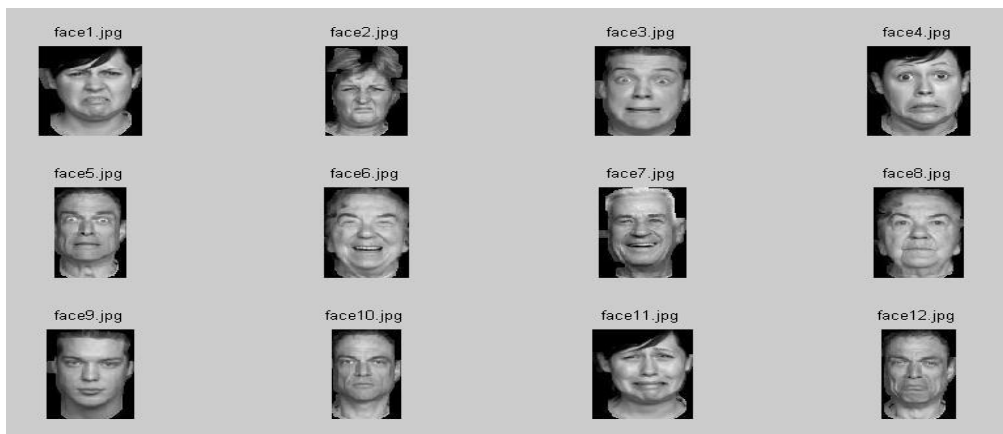 face1.jpg
face2.jpg
face3.jpg
face4.jpg
face5.jpg
face6.jpg
face7.jpg
face8.jpg
face9.jpg
face10.jpg
face11.jpg
face12.jpg